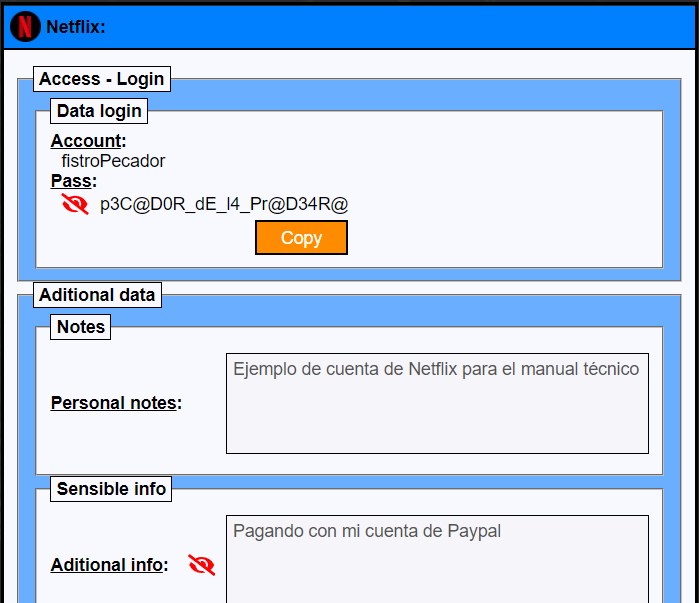 Netflix:
Access - Login
Data login
Account:
fistroPecador
Pass:
p3C@D0R_dE_l4_Pr@D34R@
Copy
Aditional data
Notes
Personal notes:
Ejemplo de cuenta de Netflix para el manual técnico
Sensible info
Aditional info:
Pagando con mi cuenta de Paypal